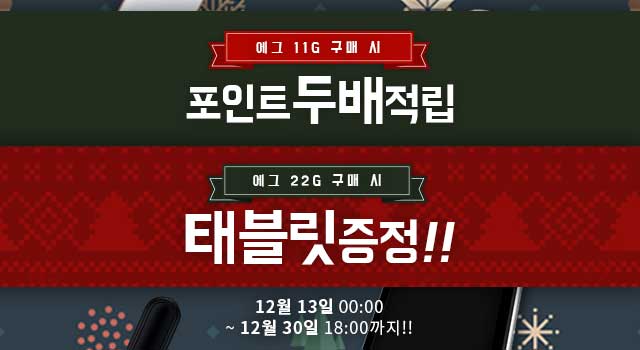 에그 11G 구매 시
포인트두배적립
에그 22G 구매 시
태블릿증정!!
12월 13일 00:00
~ 12월 30일 18:00까지!!